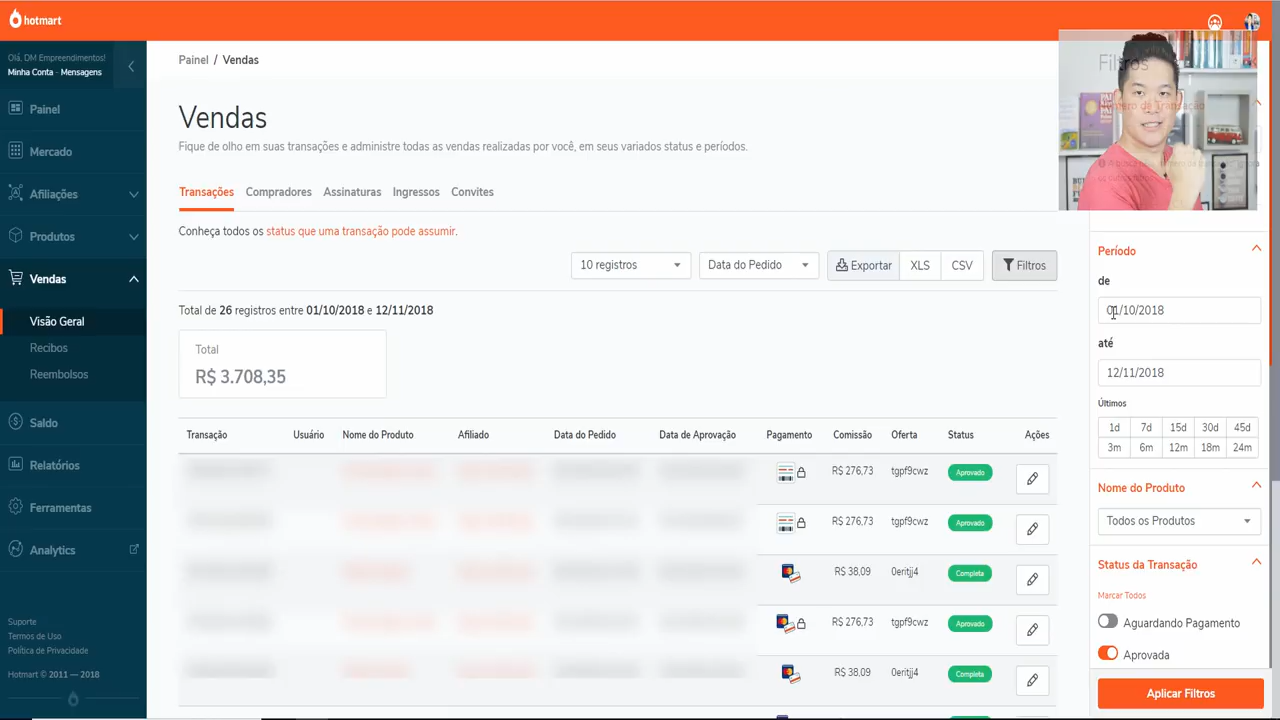 hotmart
Olá, DM Empreendimentos!
Minha Conta - Mensagens
Painel
Mercado
Afiliações
Produtos
Vendas
Visão Geral
Recibos
Reembolsos
Saldo
Relatórios
Ferramentas
Analytics
Suporte
Termos de Uso
Política de Privacidade
Hotmart © 2011 — 2018
Painel / Vendas
Vendas
Fique de olho em suas transações e administre todas as vendas realizadas por você, em seus variados status e períodos.
Transações Compradores Assinaturas Ingressos Convites
Conheça todos os status que uma transação pode assumir.
10 registros Data do Pedido Exportar XLS CSV Filtros
Total de 26 registros entre 01/10/2018 e 12/11/2018
Total
R$ 3.708,35
Transação Usuário Nome do Produto Afiliado Data do Pedido Data de Aprovação Pagamento Comissão Oferta Status Ações
R$ 276,73 tgpf9cwz Aprovado
R$ 276,73 tgpf9cwz Aprovado
R$ 38,09 0eritjj4 Completa
R$ 276,73 tgpf9cwz Aprovado
R$ 38,09 0eritjj4 Completa
Filtros
Número de Transação
Período
de
01/10/2018
até
12/11/2018
Últimos
1d 7d 15d 30d 45d
3m 6m 12m 18m 24m
Nome do Produto
Todos os Produtos
Status da Transação
Marcar Todos
Aguardando Pagamento
Aprovada
Aplicar Filtros